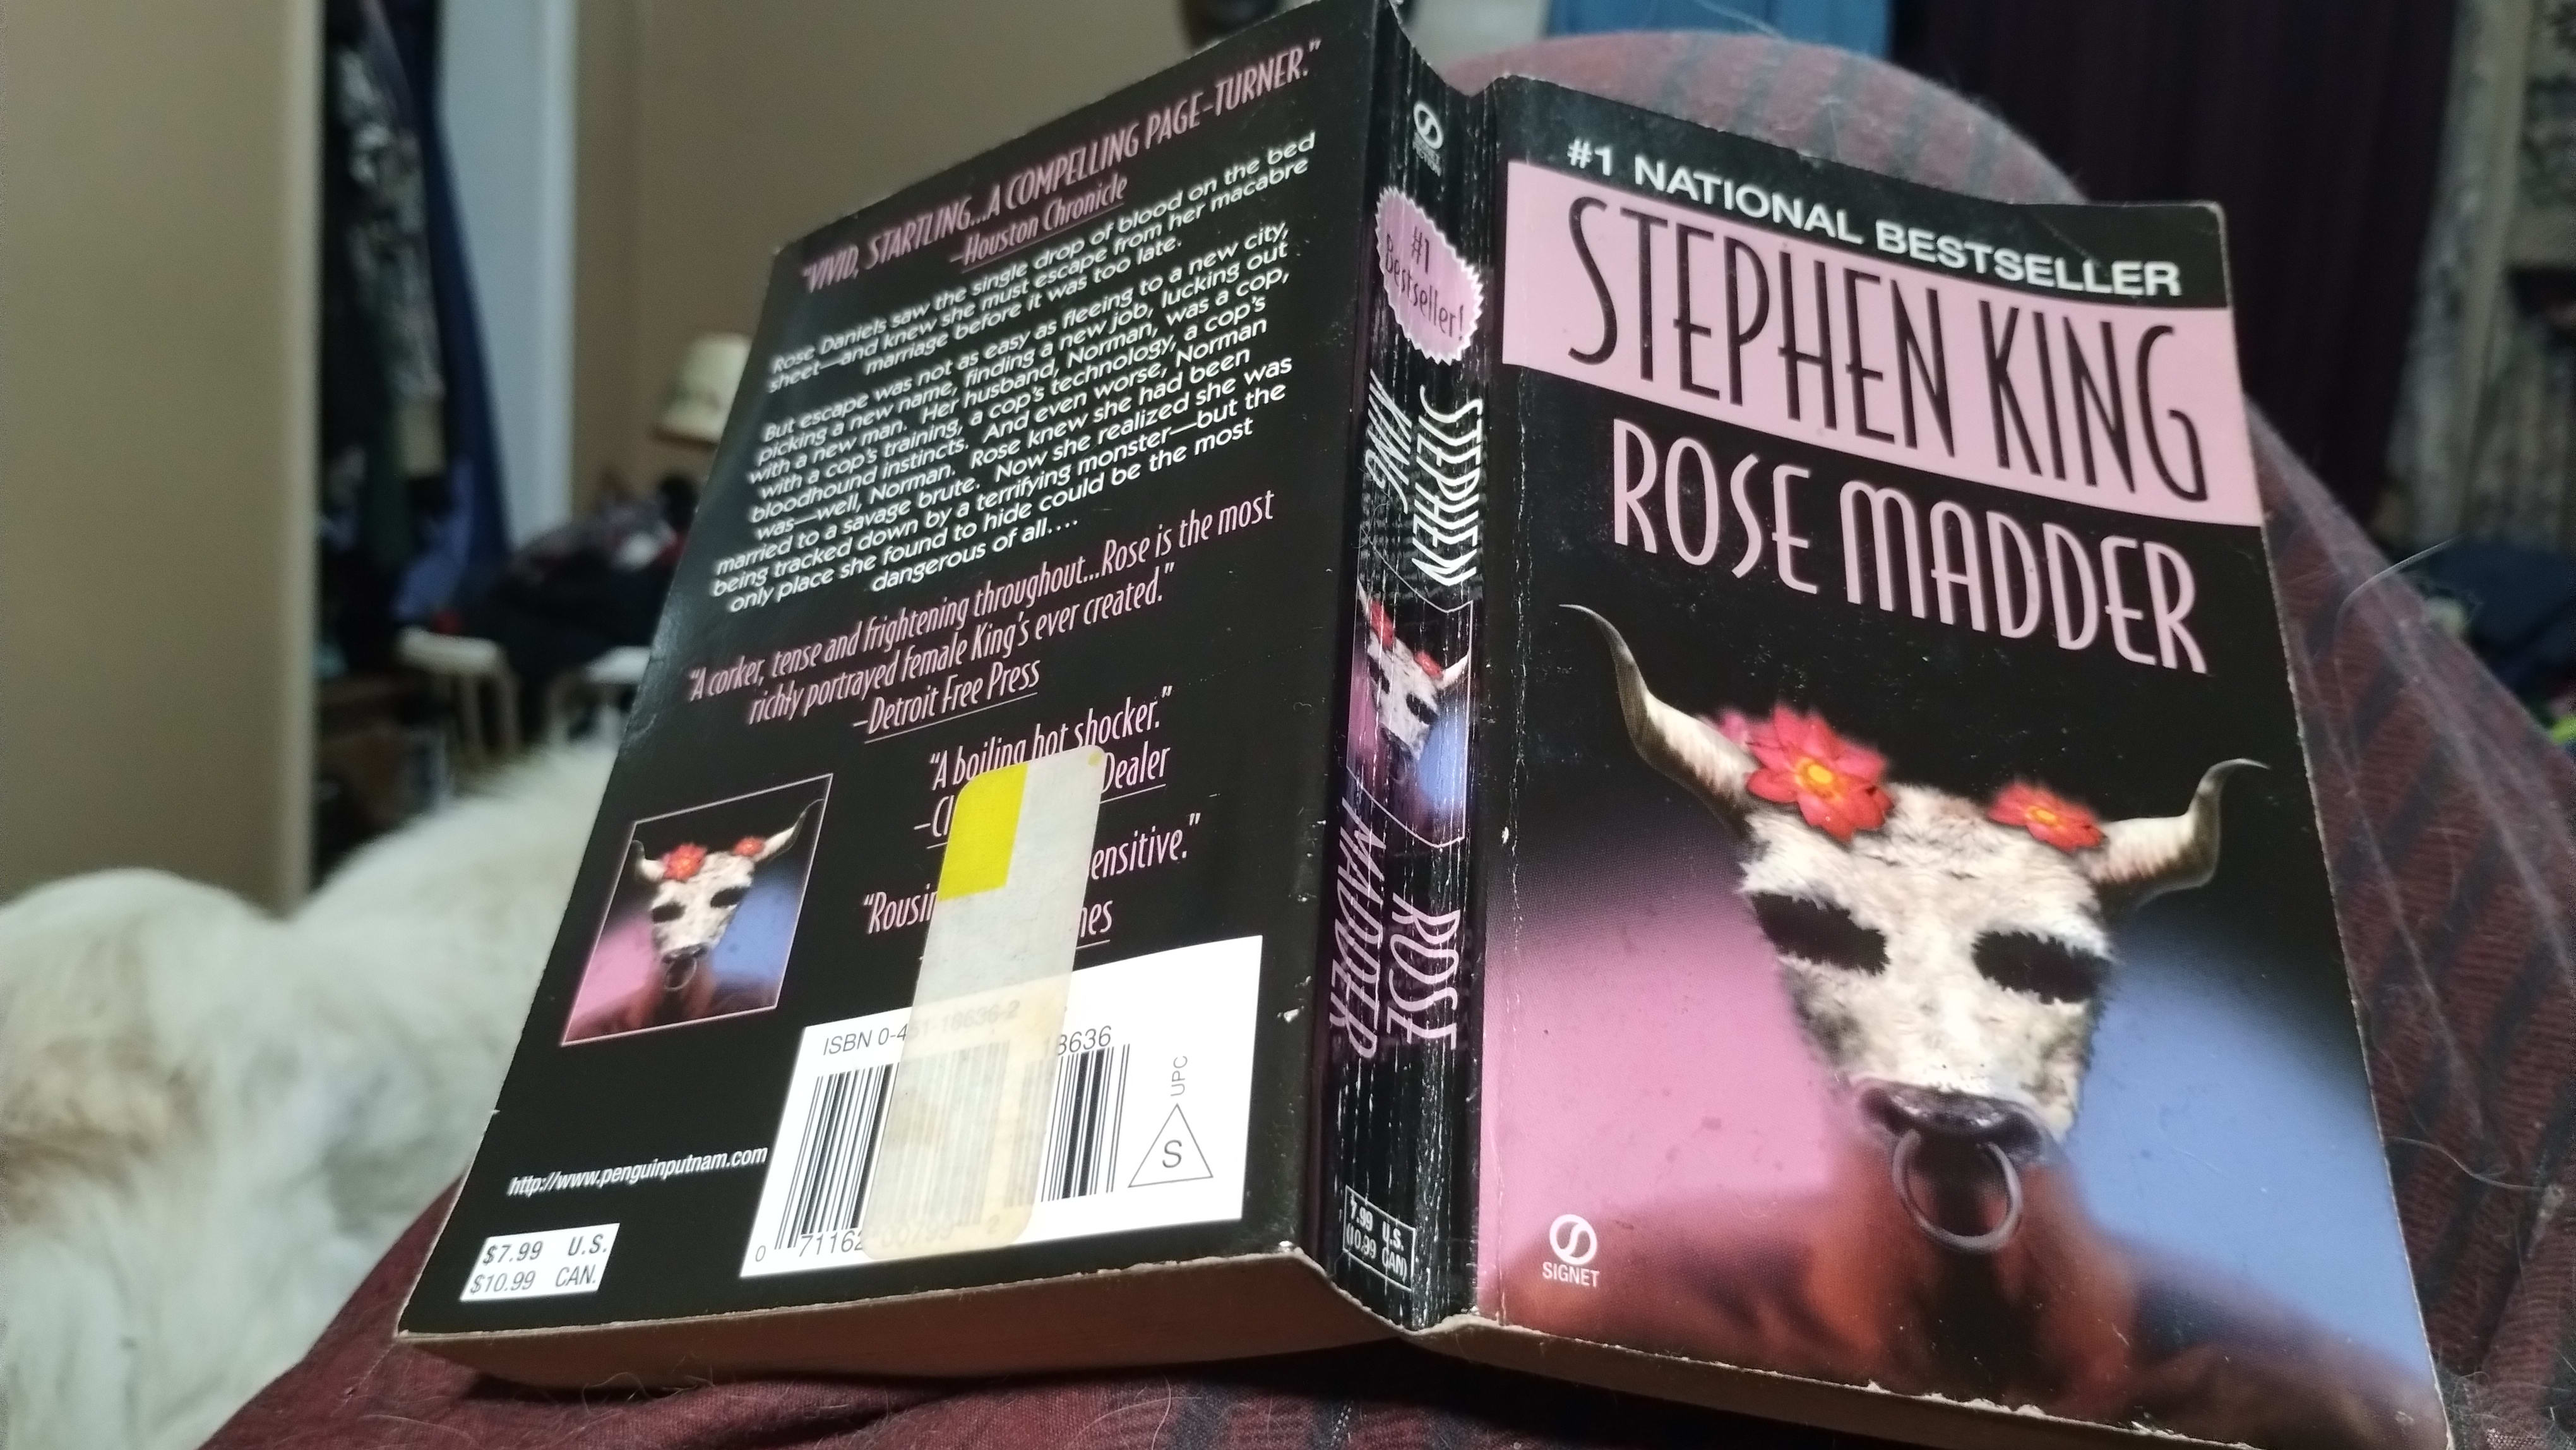 "VIVID, STARTLING...A COMPELLING PAGE-TURNER."
–Houston Chronicle
Rose Daniels saw the single drop of blood on the bed
sheet—and knew she must escape from her macabre
marriage before it was too late.
But escape was not as easy as fleeing to a new city,
picking a new name, finding a new job, lucking out
with a new man. Her husband, Norman, was a cop,
with a cop's training, a cop's technology, a cop's
bloodhound instincts. And even worse, Norman
was—well, Norman. Rose knew she had been
married to a savage brute. Now she realized she was
being tracked down by a terrifying monster—but the
only place she found to hide could be the most
dangerous of all....
"A corker, tense and frightening throughout...Rose is the most
richly portrayed female King's ever created."
–Detroit Free Press
"A boiling hot shocker."
Dealer
ISBN 0-451-18636-2
18636
UPC
S
0
http://www.penguinputnam.com
$7.99 U.S.
$10.99 CAN.
SIGNET
#1
Bestseller!
STEPHEN
KING
ROSE
MADDER
7.99 U.S.
(10.99 CAN)
#1 NATIONAL BESTSELLER
STEPHEN KING
ROSE MADDER
SIGNET